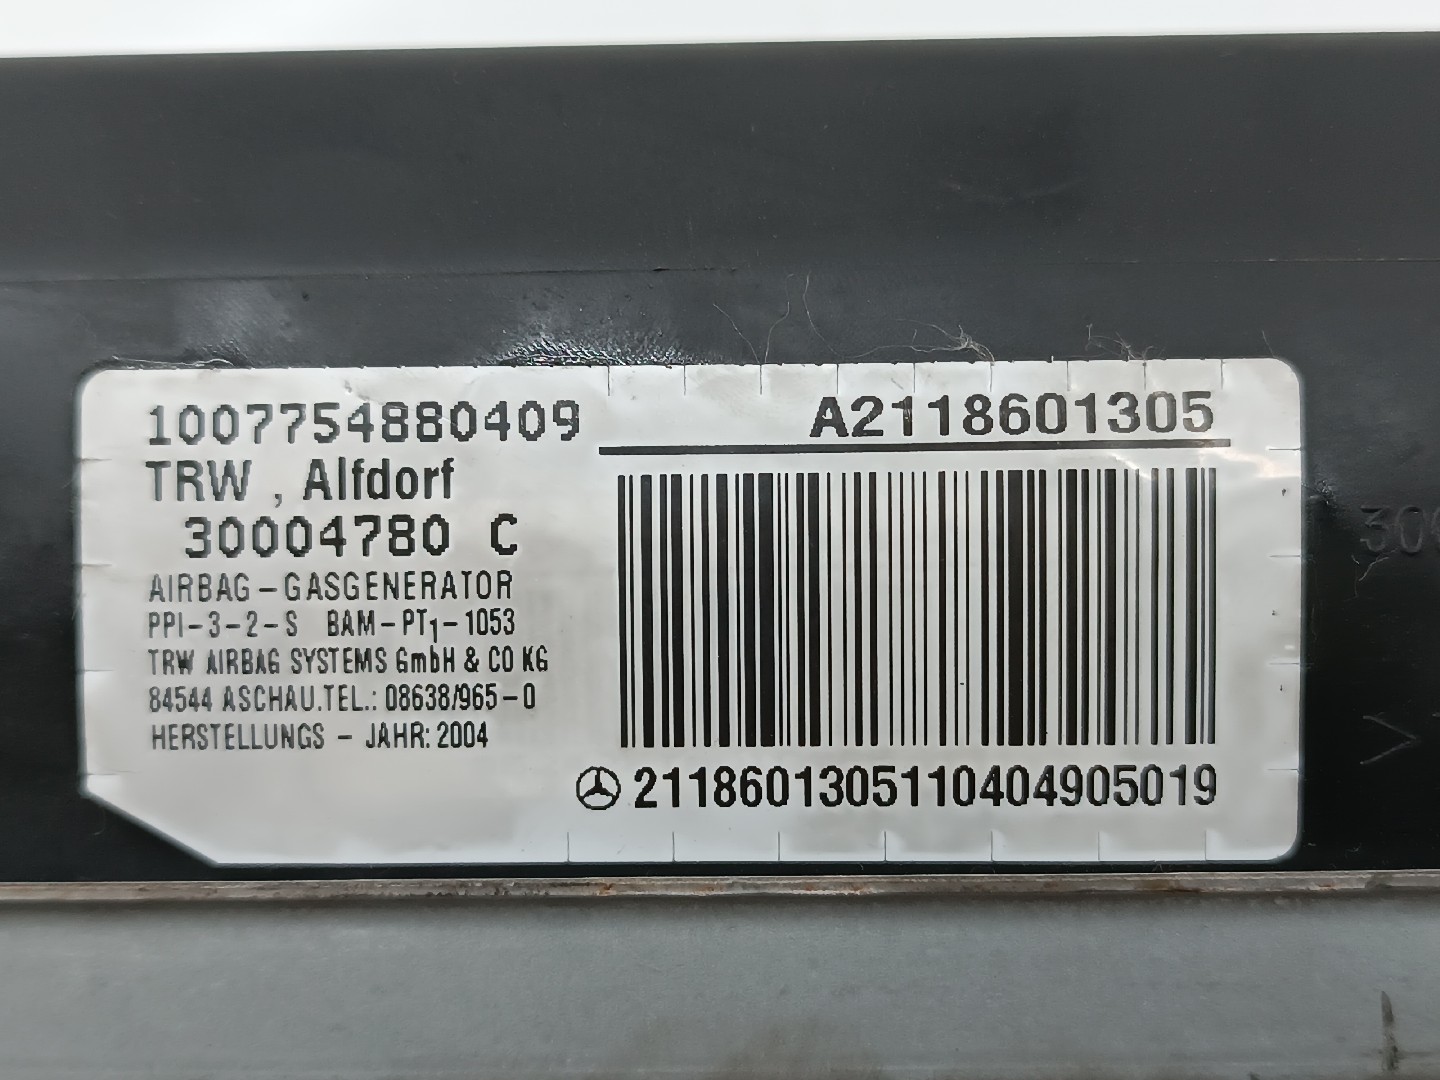 1007754880409
A2118601305
TRW , Alfdorf
30004780 C
AIRBAG-GASGENERATOR
PPI-3-2-S BAM-PT1-1053
TRW AIRBAG SYSTEMS GmbH & CO KG
84544 ASCHAU.TEL.: 08638/965-0
HERSTELLUNGS - JAHR: 2004
2118601305110404905019